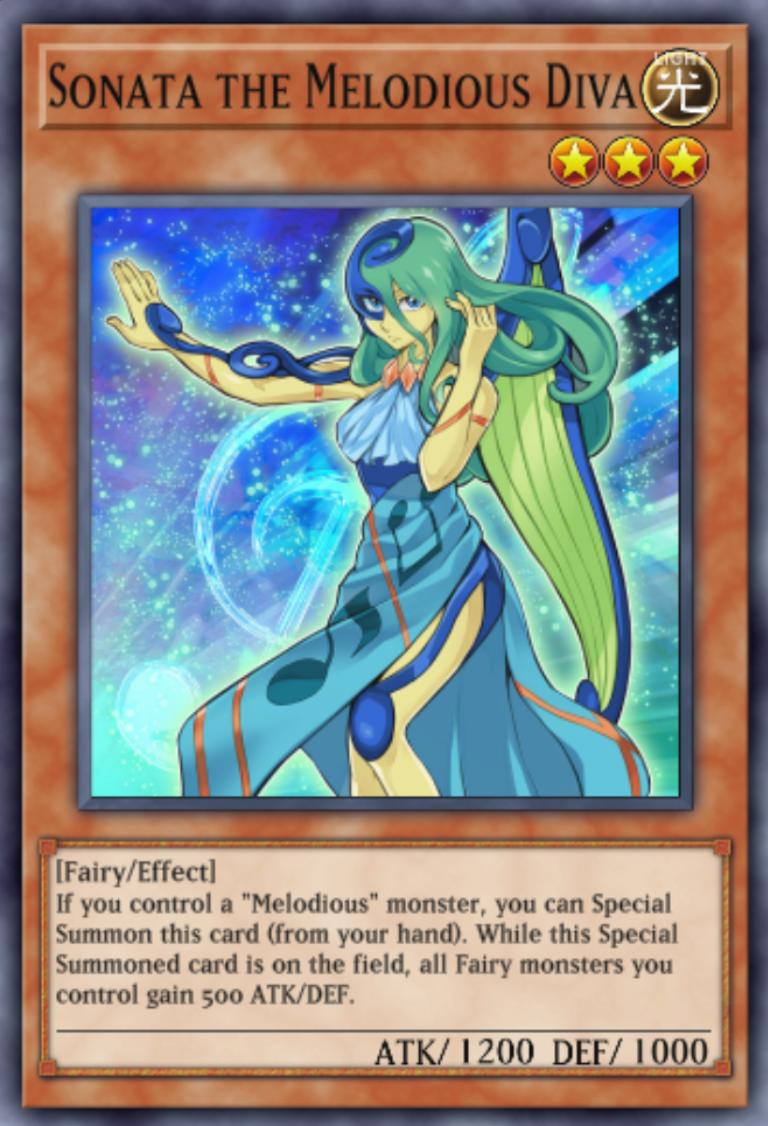 Sonata the Melodious Diva
LIGHT
光
[Fairy/Effect]
If you control a "Melodious" monster, you can Special
Summon this card (from your hand). While this Special
Summoned card is on the field, all Fairy monsters you
control gain 500 ATK/DEF.
ATK/ 1200 DEF/ 1000